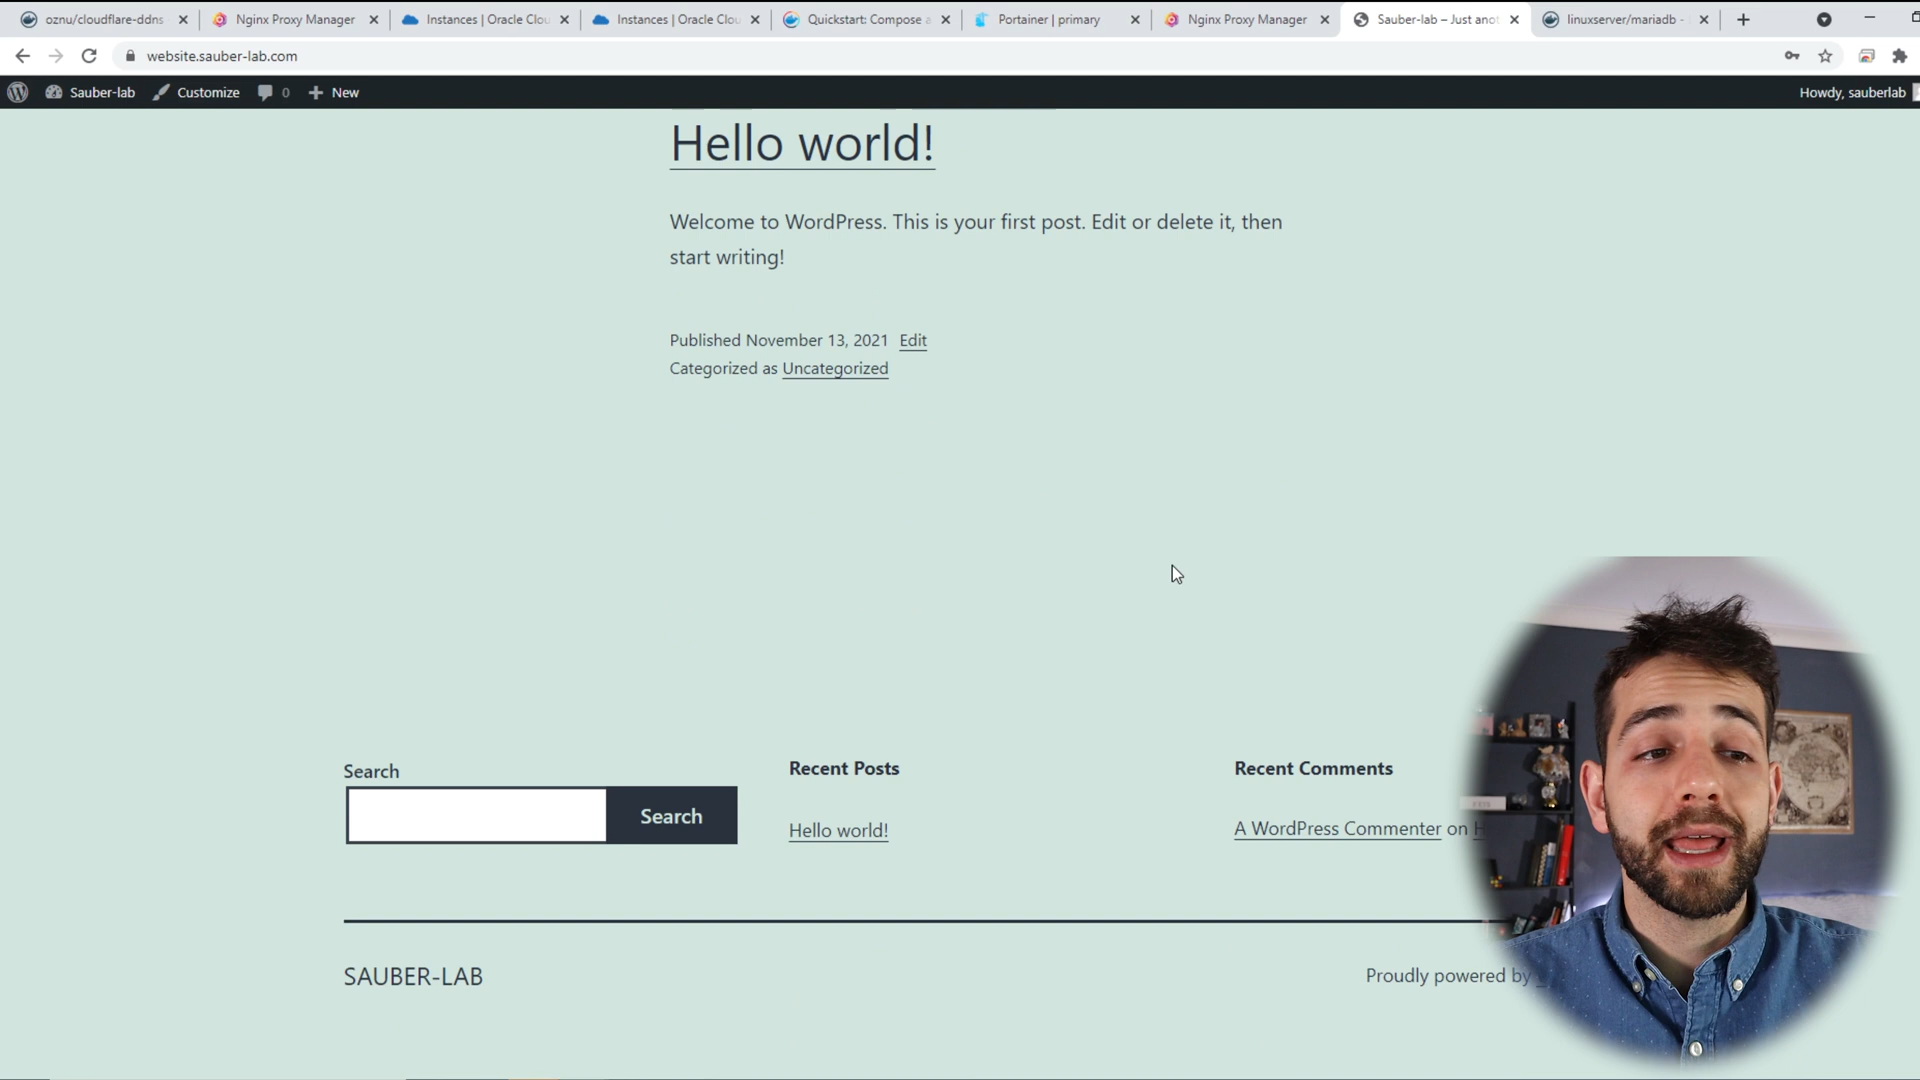 oznu/cloudflare-ddns
Nginx Proxy Manager
Instances | Oracle Clou
Instances | Oracle Clou
Quickstart: Compose a
Portainer | primary
Nginx Proxy Manager
Sauber-lab – Just anot
linuxserver/mariadb -
website.sauber-lab.com
Sauber-lab
Customize
0
New
Howdy, sauberlab
Hello world!
Welcome to WordPress. This is your first post. Edit or delete it, then
start writing!
Published November 13, 2021 Edit
Categorized as Uncategorized
Search
Search
Recent Posts
Hello world!
Recent Comments
A WordPress Commenter on H
SAUBER-LAB
Proudly powered by